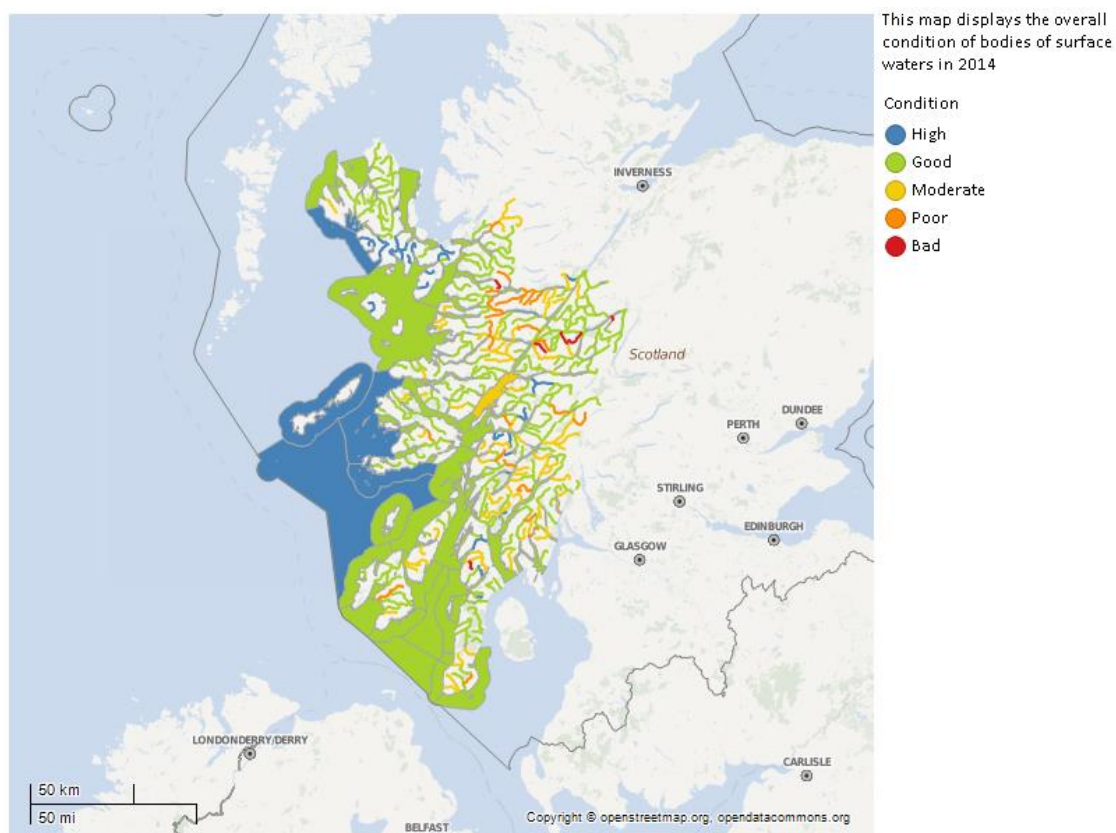 This map displays the overall
condition of bodies of surface
waters in 2014
Condition
High
Good
Moderate
Poor
Bad
INVERNESS
Scotland
DUNDEE
PERTH
STIRLING
EDINBURGH
GLASGOW
LONDONDERRY/DERRY
CARLISLE
50 km
50 mi
BELFAST
Copyright © openstreetmap.org, opendatacommons.org